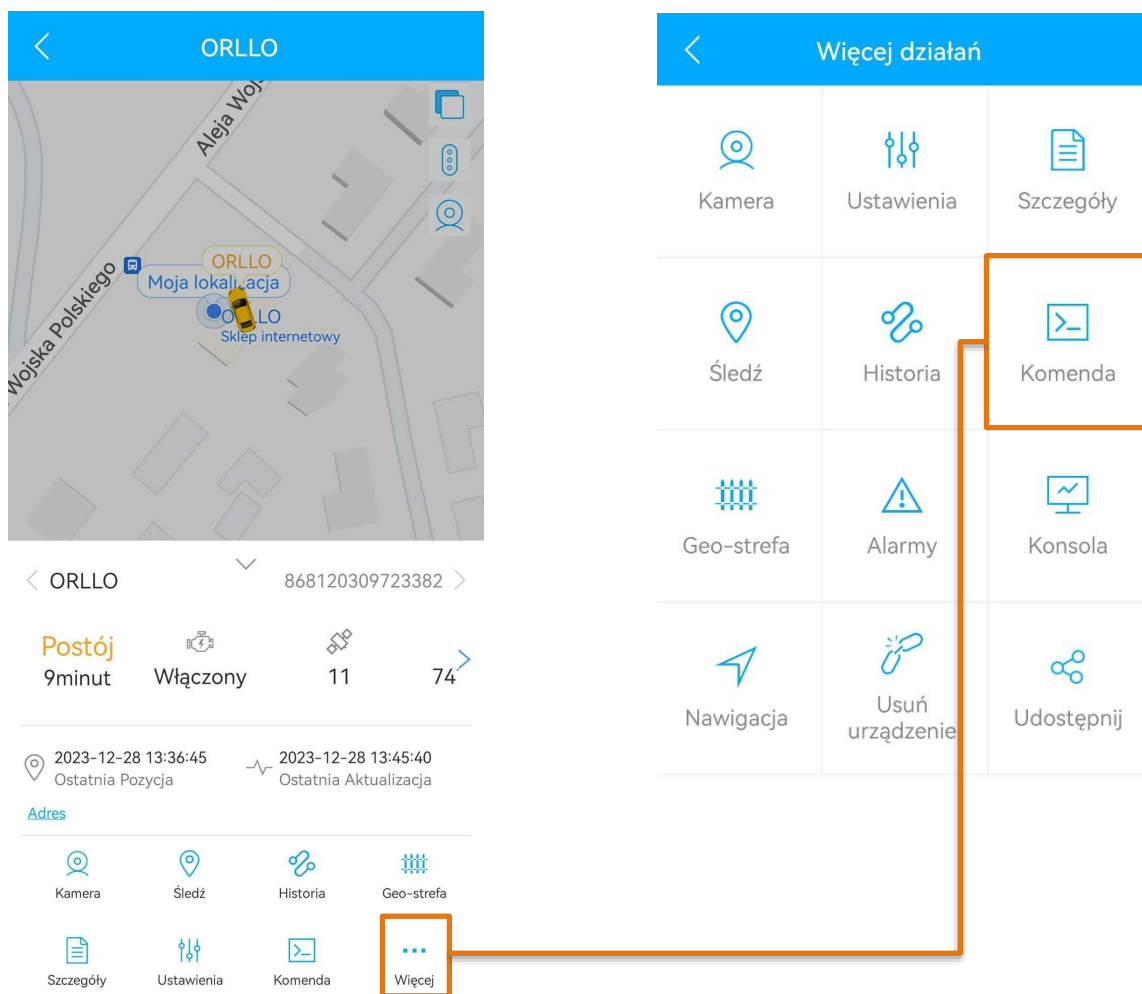 ORLLO
Aleja Wojs
Wojska Polskiego
ORLLO
Moja lokalizacja
ORLLO
Sklep internetowy
ORLLO
868120309723382
Postój
9minut
Włączony
11
74
2023-12-28 13:36:45
Ostatnia Pozycja
2023-12-28 13:45:40
Ostatnia Aktualizacja
Adres
Kamera
Śledź
Historia
Geo-strefa
Szczegóły
Ustawienia
Komenda
Więcej
Więcej działań
Kamera
Ustawienia
Szczegóły
Śledź
Historia
Komenda
Geo-strefa
Alarmy
Konsola
Nawigacja
Usuń
urządzenie
Udostępnij